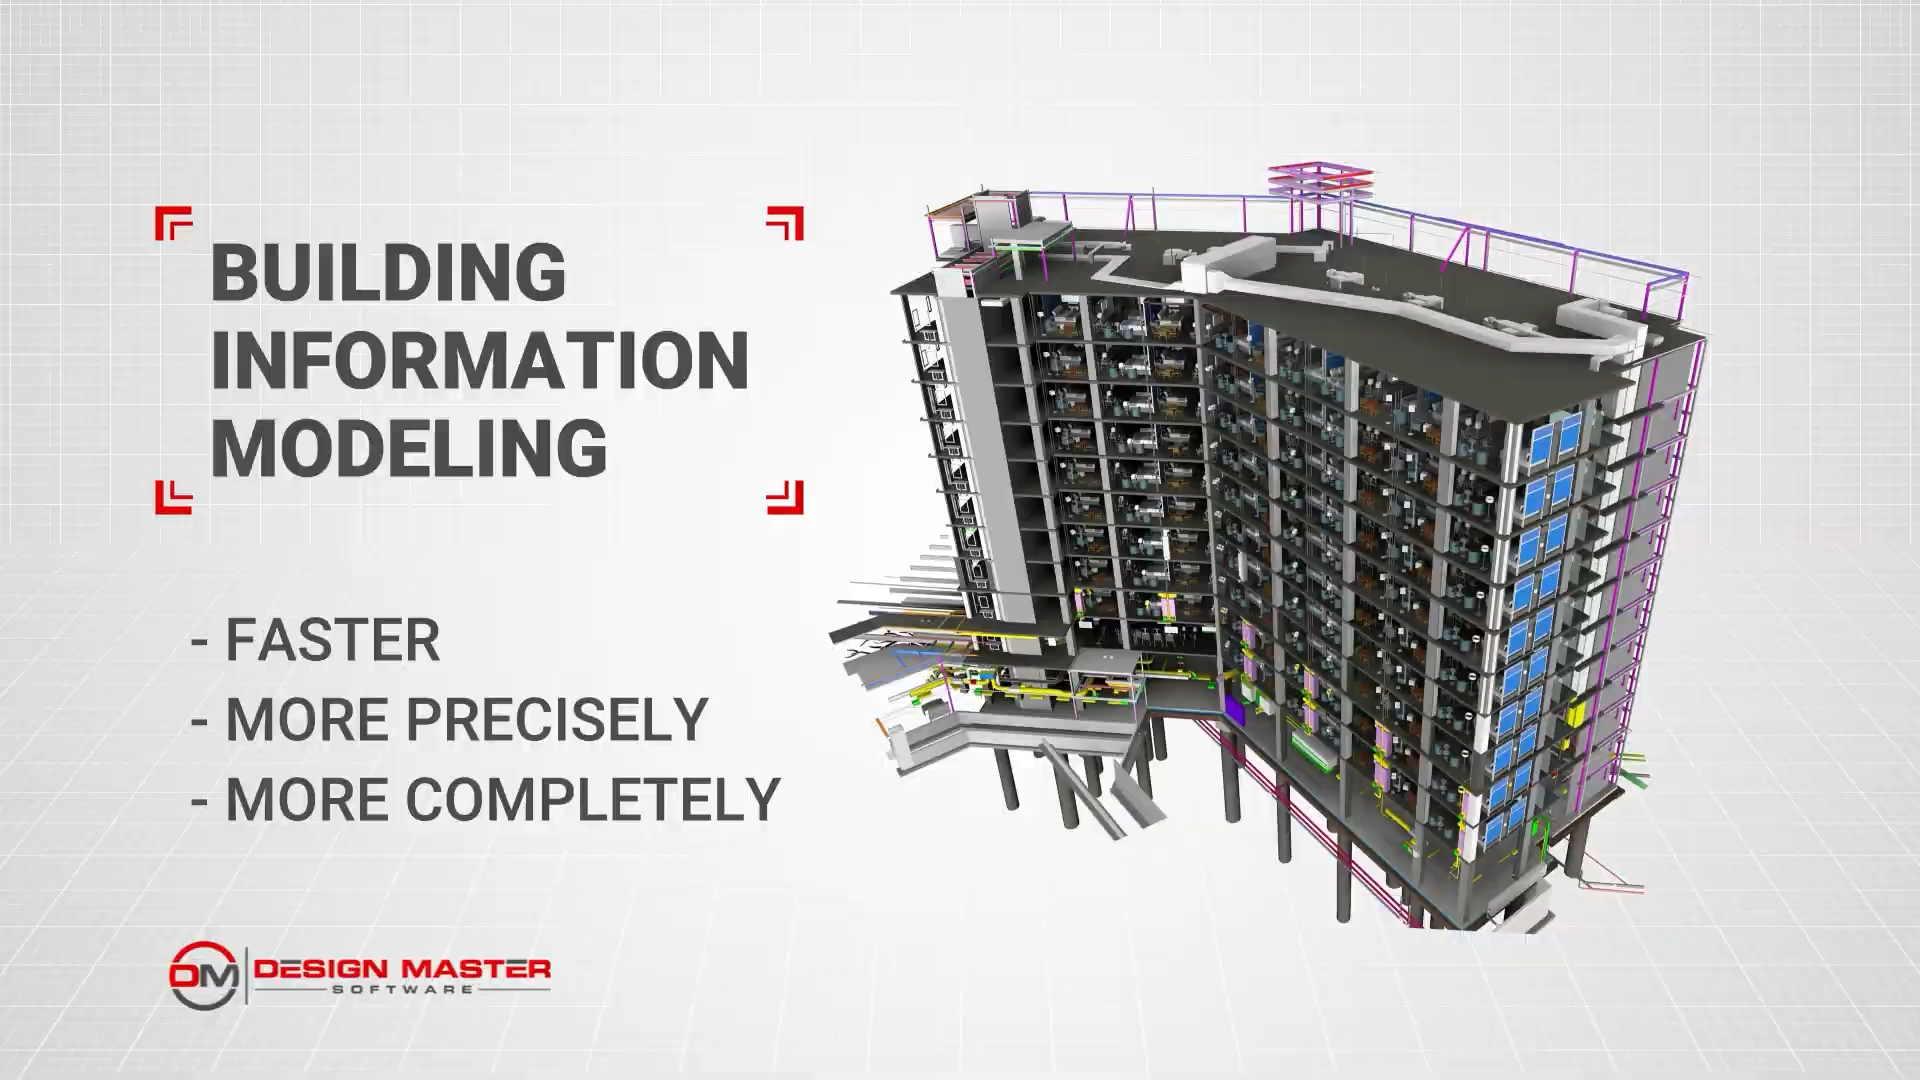 BUILDING
INFORMATION
MODELING
- FASTER
- MORE PRECISELY
- MORE COMPLETELY
DM DESIGN MASTER
SOFTWARE